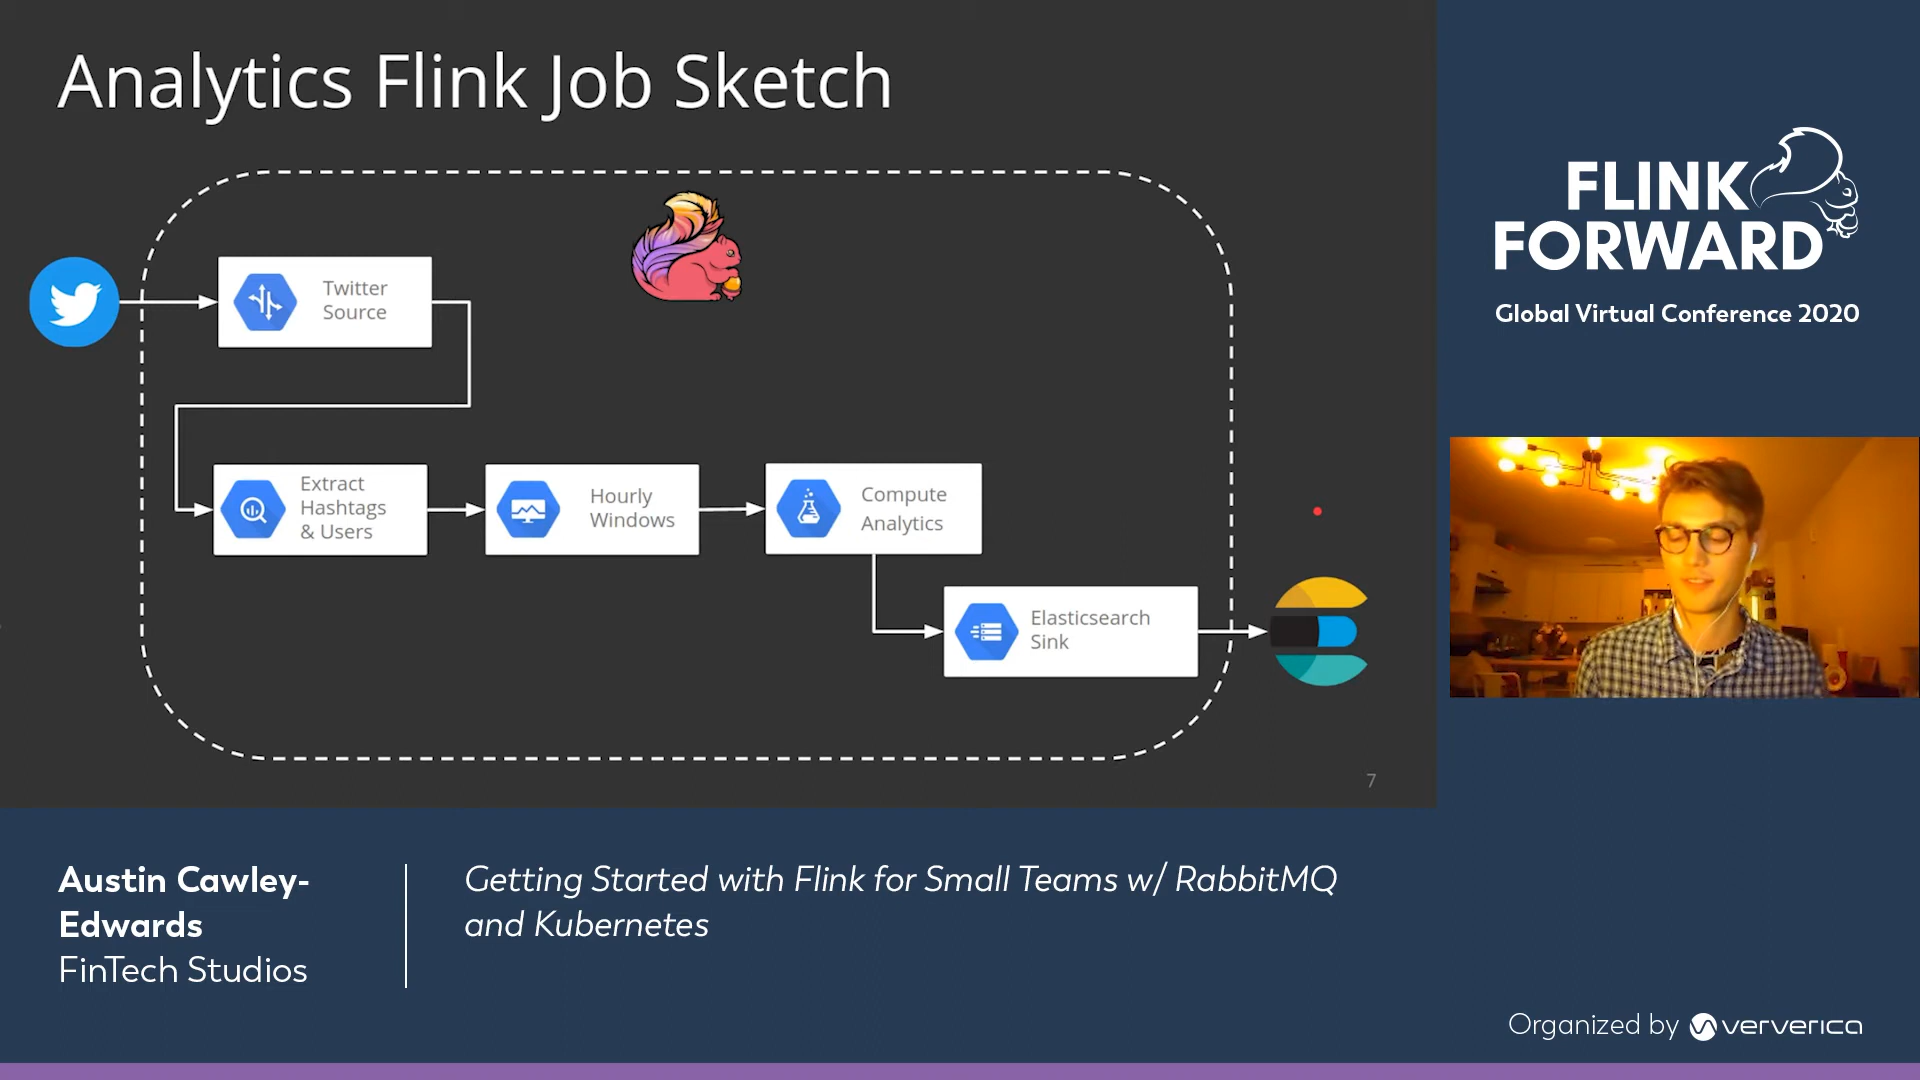 Analytics Flink Job Sketch
Twitter
Source
Extract
Hashtags
& Users
Hourly
Windows
Compute
Analytics
Elasticsearch
Sink
7
FLINK
FORWARD
Global Virtual Conference 2020
Austin Cawley-
Edwards
FinTech Studios
Getting Started with Flink for Small Teams w/ RabbitMQ
and Kubernetes
Organized by ververica